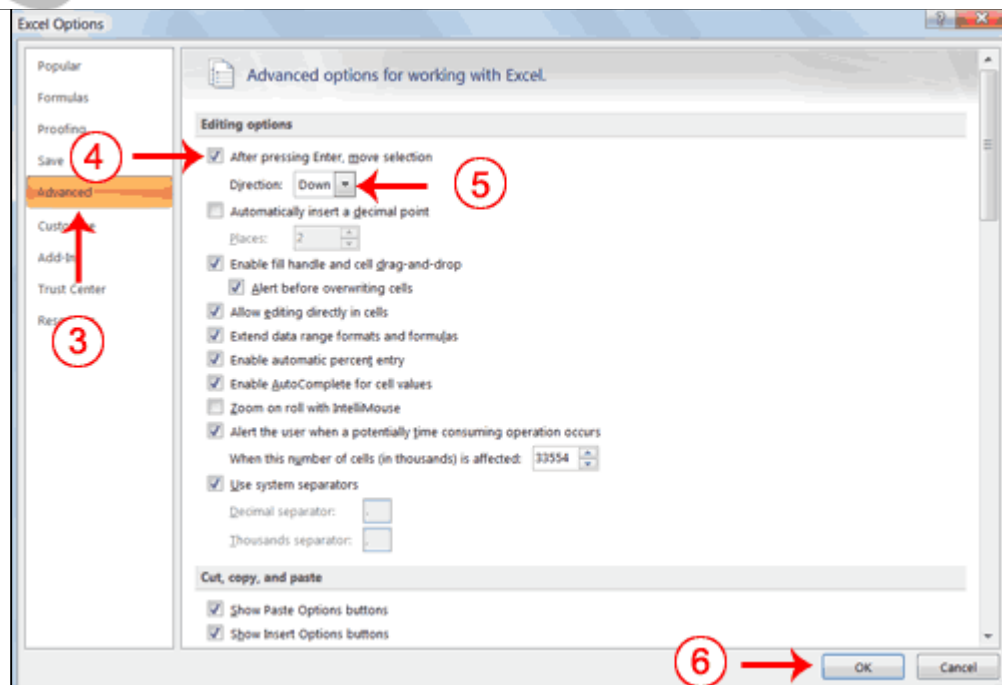 Excel Options
Popular
Formulas
Proofing
Save
Advanced
Trust Center
Advanced options for working with Excel.
Editing options
4
After pressing Enter, move selection
Direction: Down
5
Automatically insert a decimal point
Places: 2
Enable fill handle and cell drag-and-drop
Alert before overwriting cells
Allow editing directly in cells
3
Extend data range formats and formulas
Enable automatic percent entry
Enable AutoComplete for cell values
Zoom on roll with IntelliMouse
Alert the user when a potentially time consuming operation occurs
When this number of cells (in thousands) is affected: 33554
Use system separators
Decimal separator:
Thousands separator:
Cut, copy, and paste
Show Paste Options buttons
Show Insert Options buttons
6
OK
Cancel